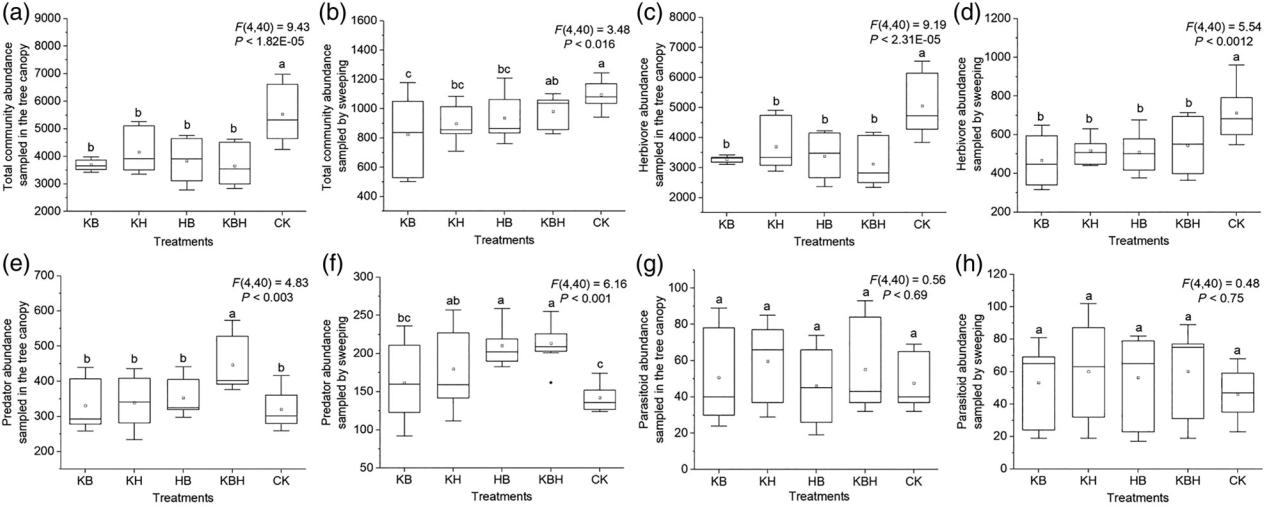 (a)
Total community abundance
sampled in the tree canopy
9000
8000
7000
6000
5000
4000
3000
2000
F(4,40) = 9.43
P < 1.82E-05
b
b
b
b
a
KB
KH
HB
KBH
CK
Treatments
(b)
Total community abundance
sampled by sweeping
1600
1400
1200
1000
800
600
400
F(4,40) = 3.48
P < 0.016
c
bc
bc
ab
a
KB
KH
HB
KBH
CK
Treatments
(c)
Herbivore abundance
sampled in the tree canopy
8000
7000
6000
5000
4000
3000
2000
F(4,40) = 9.19
P < 2.31E-05
b
b
b
b
a
KB
KH
HB
KBH
CK
Treatments
(d)
Herbivore abundance
sampled by sweeping
1200
1000
800
600
400
200
F(4,40) = 5.54
P < 0.0012
b
b
b
b
a
KB
KH
HB
KBH
CK
Treatments
(e)
Predator abundance
sampled in the tree canopy
700
600
500
400
300
200
F(4,40) = 4.83
P < 0.003
b
b
b
a
b
KB
KH
HB
KBH
CK
Treatments
(f)
Predator abundance
sampled by sweeping
300
250
200
150
100
50
F(4,40) = 6.16
P < 0.001
bc
ab
a
a
c
KB
KH
HB
KBH
CK
Treatments
(g)
Parasitoid abundance
sampled in the tree canopy
100
80
60
40
20
0
F(4,40) = 0.56
P < 0.69
a
a
a
a
a
KB
KH
HB
KBH
CK
Treatments
(h)
Parasitoid abundance
sampled by sweeping
120
100
80
60
40
20
0
F(4,40) = 0.48
P < 0.75
a
a
a
a
a
KB
KH
HB
KBH
CK
Treatments